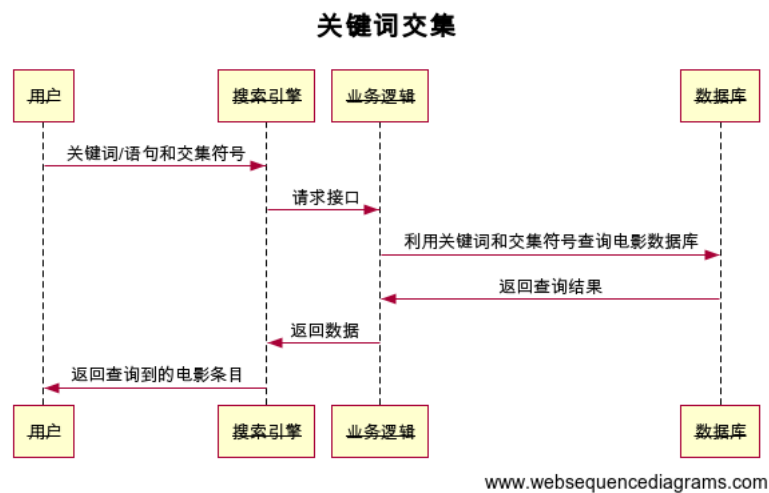 关键词交集
用户 搜索引擎 业务逻辑 数据库
关键词/语句和交集符号
请求接口
利用关键词和交集符号查询电影数据库
返回查询结果
返回数据
返回查询到的电影条目
用户 搜索引擎 业务逻辑 数据库
www.websequencediagrams.com